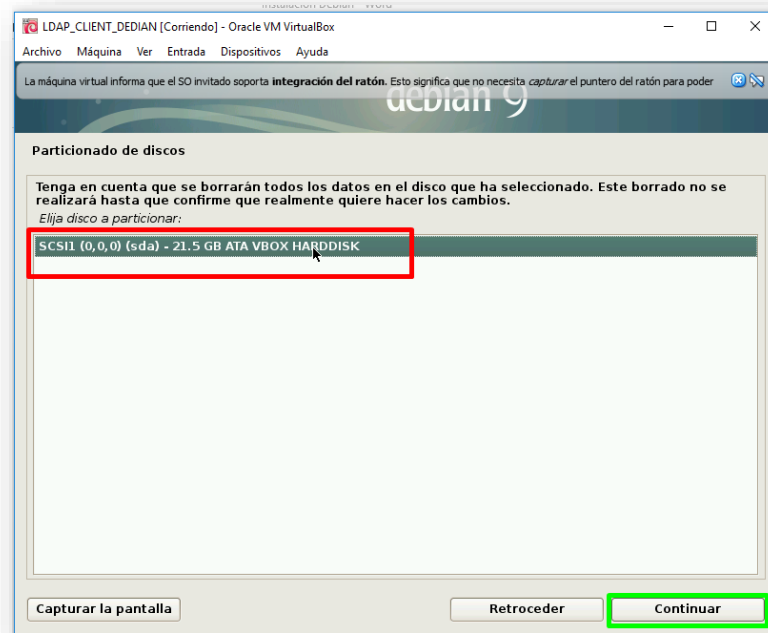 Instalación Debian - Word
LDAP_CLIENT_DEDIAN [Corriendo] - Oracle VM VirtualBox
Archivo Máquina Ver Entrada Dispositivos Ayuda
La máquina virtual informa que el SO invitado soporta integración del ratón. Esto significa que no necesita capturar el puntero del ratón para poder
debian 9
Particionado de discos
Tenga en cuenta que se borrarán todos los datos en el disco que ha seleccionado. Este borrado no se
realizará hasta que confirme que realmente quiere hacer los cambios.
Elija disco a particionar:
SCSI1 (0,0,0) (sda) - 21.5 GB ATA VBOX HARDDISK
Capturar la pantalla Retroceder Continuar